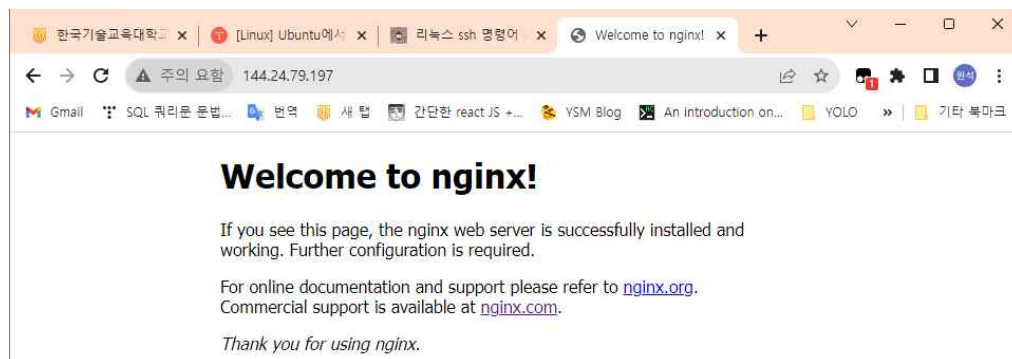 한국기술교육대학교
[Linux] Ubuntu에서
리눅스 ssh 명령어
Welcome to nginx!
주의 요함 144.24.79.197
1
원석
Gmail SQL 쿼리문 문법... 번역 새 탭 간단한 react JS +... YSM Blog An introduction on... YOLO » 기타 북마크
Welcome to nginx!
If you see this page, the nginx web server is successfully installed and
working. Further configuration is required.
For online documentation and support please refer to nginx.org.
Commercial support is available at nginx.com.
Thank you for using nginx.